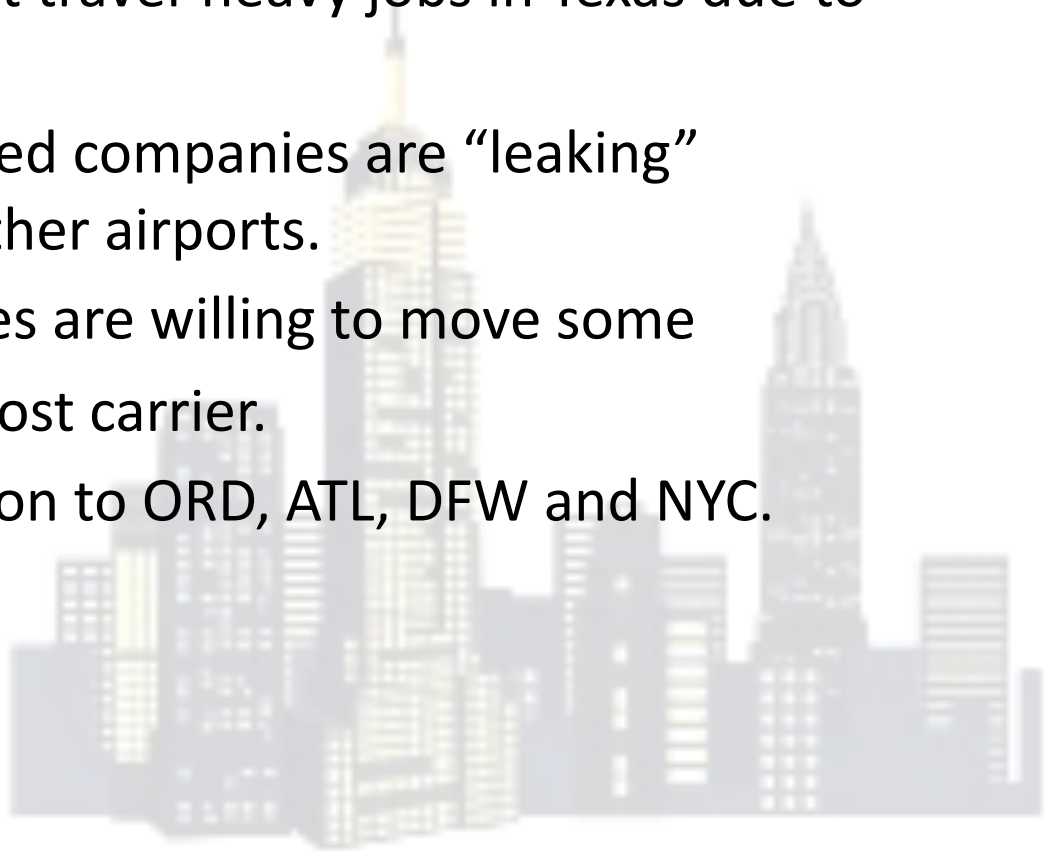 t travel heavy jobs in Texas due to
ed companies are “leaking”
ther airports.
es are willing to move some
ost carrier.
on to ORD, ATL, DFW and NYC.